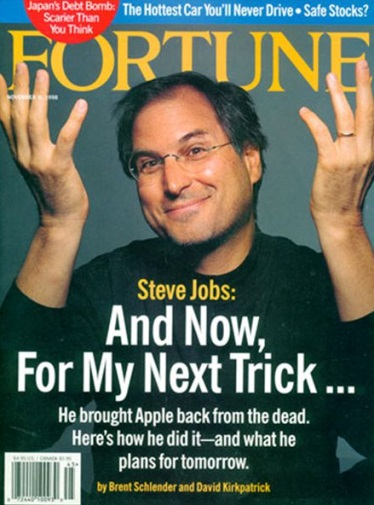 Japan's Debt Bomb:
Scarier Than
You Think
The Hottest Car You'll Never Drive • Safe Stocks?
FORTUNE
NOVEMBER 9, 1998
Steve Jobs:
And Now,
For My Next Trick ...
He brought Apple back from the dead.
Here's how he did it—and what he
plans for tomorrow.
by Brent Schlender and David Kirkpatrick